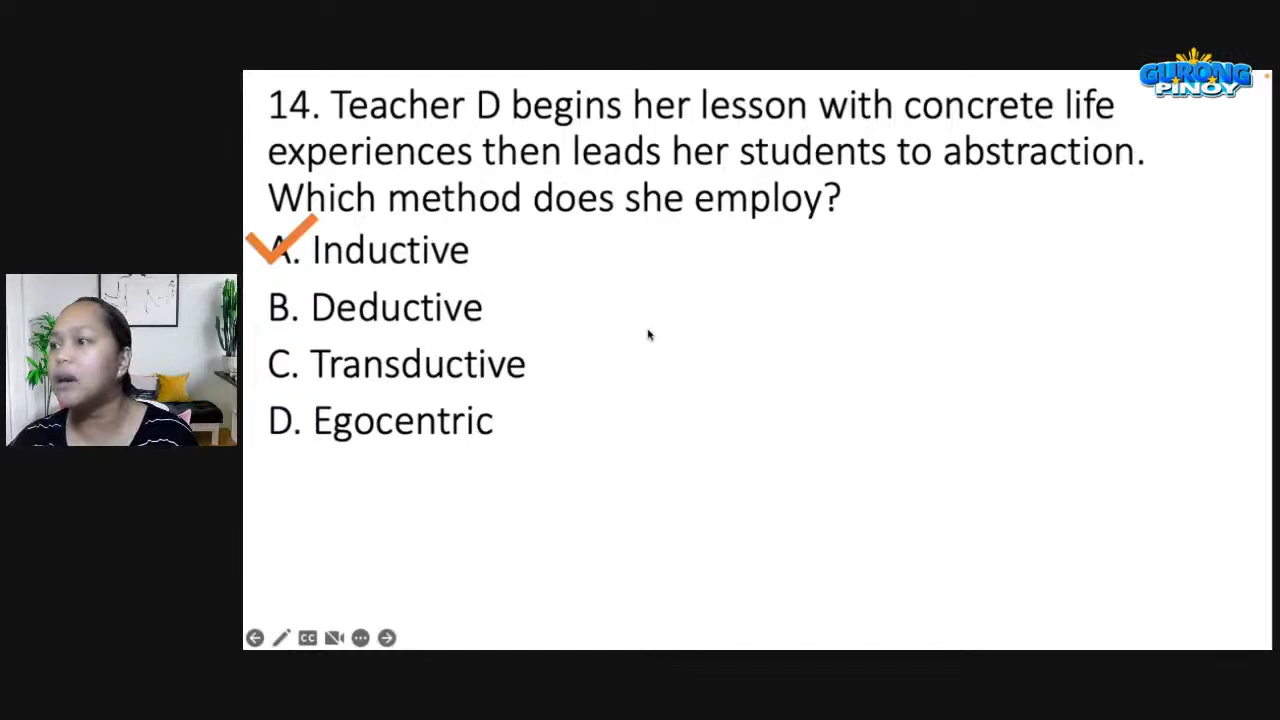 GURONG
PINOY
14. Teacher D begins her lesson with concrete life
experiences then leads her students to abstraction.
Which method does she employ?
A. Inductive
B. Deductive
C. Transductive
D. Egocentric
CC